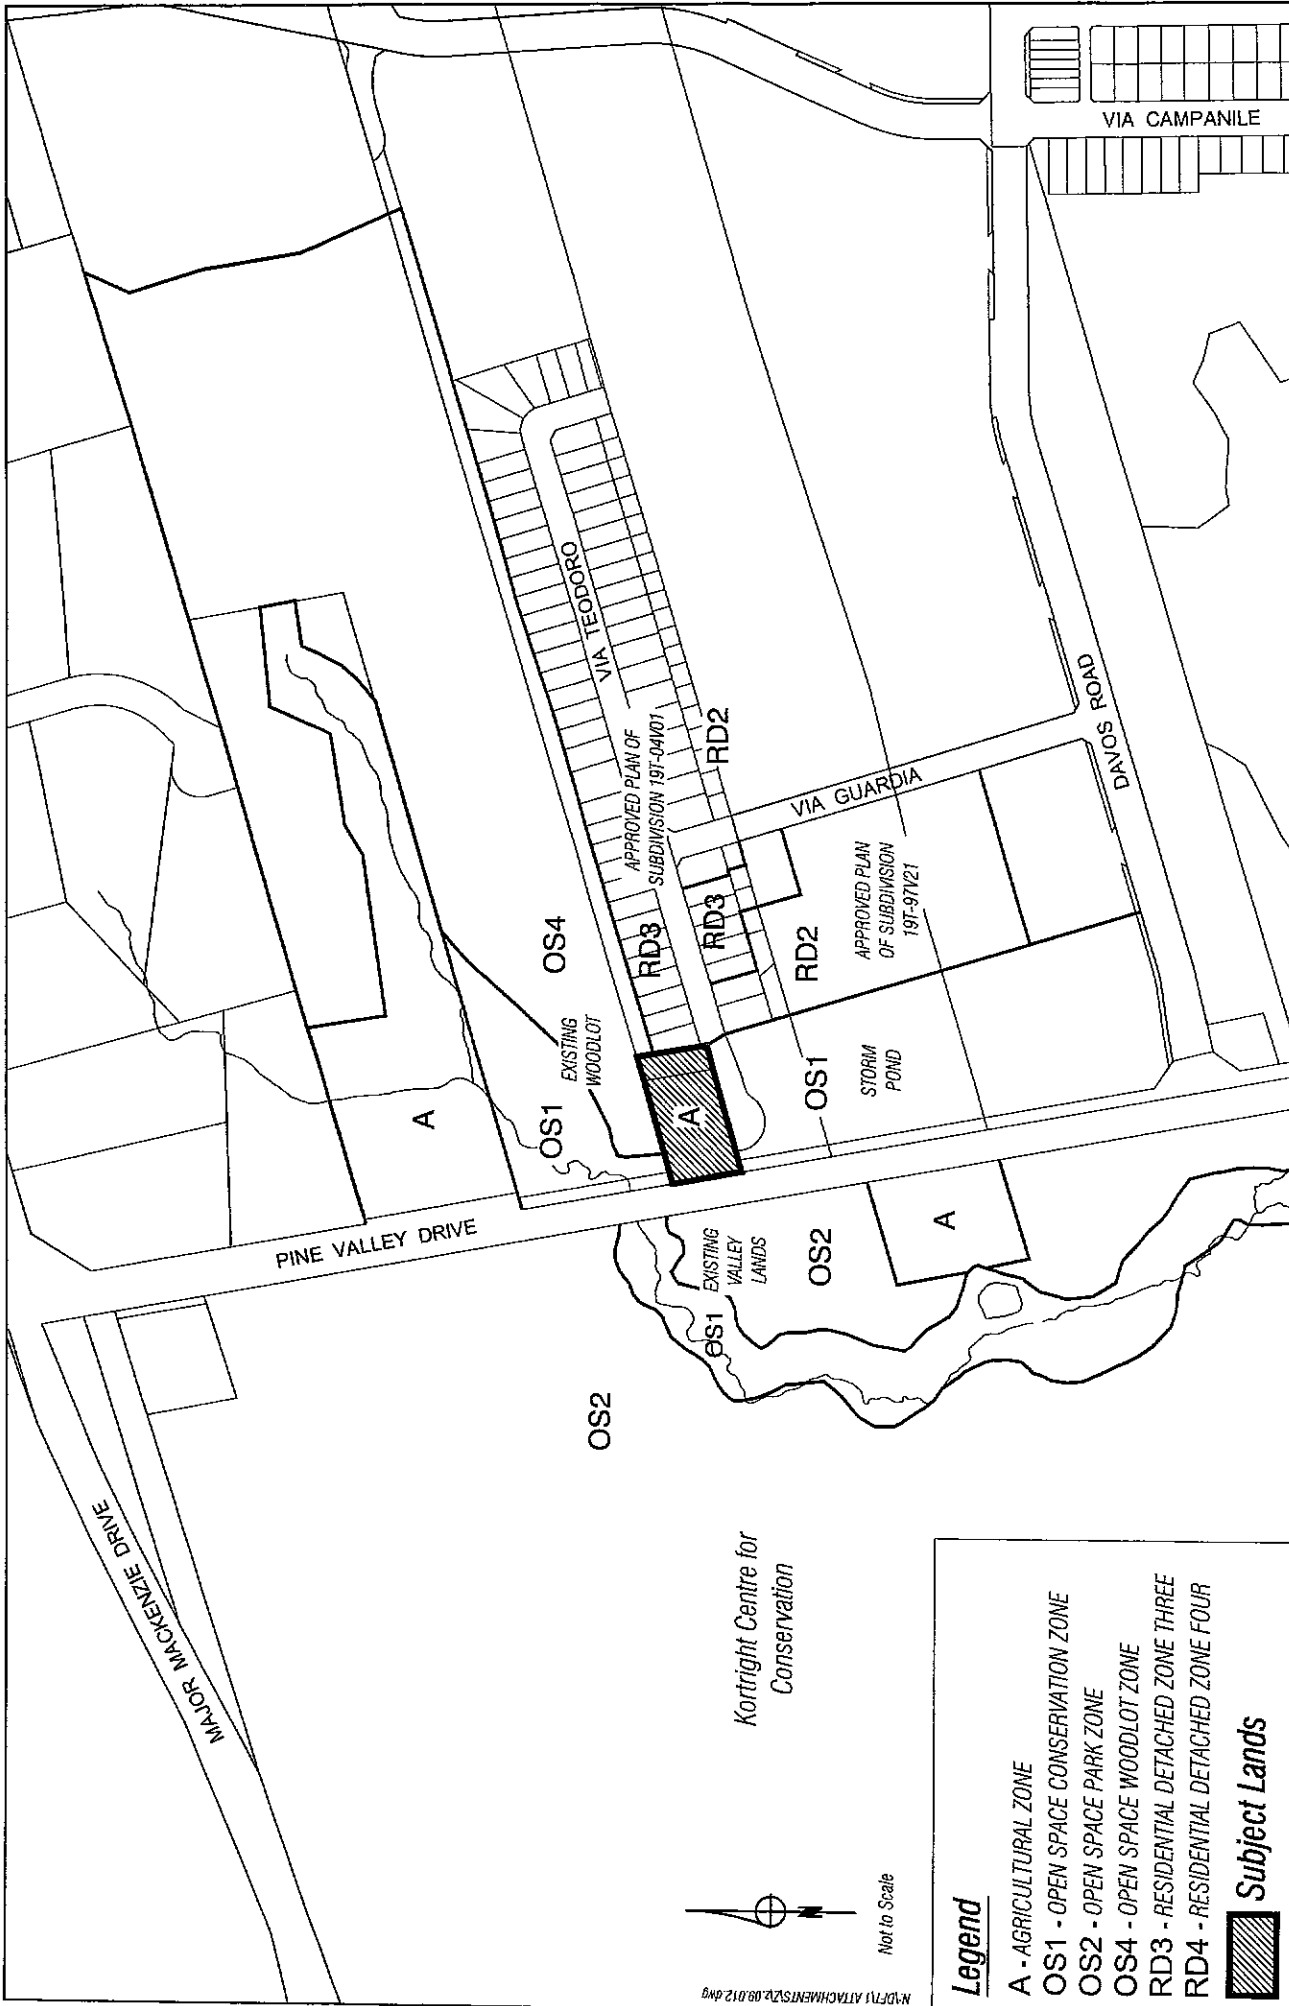 MAJOR MACKENZIE DRIVE
PINE VALLEY DRIVE
A
OS1
EXISTING
WOODLOT
OS4
OS2
EXISTING
VALLEY
LANDS
OS1
OS2
A
A
RD3
RD3
APPROVED PLAN OF
SUBDIVISION 19T-04V01
VIA TEODORO
RD2
RD2
OS1
STORM
POND
APPROVED PLAN
OF SUBDIVISION
19T-97V21
VIA GUARDIA
DAVOS ROAD
VIA CAMPANILE
Kortright Centre for
Conservation
N
Not to Scale
Legend
A - AGRICULTURAL ZONE
OS1 - OPEN SPACE CONSERVATION ZONE
OS2 - OPEN SPACE PARK ZONE
OS4 - OPEN SPACE WOODLOT ZONE
RD3 - RESIDENTIAL DETACHED ZONE THREE
RD4 - RESIDENTIAL DETACHED ZONE FOUR
Subject Lands
N:\DFT\1 ATTACHMENTS\Z\z.09.012.dwg